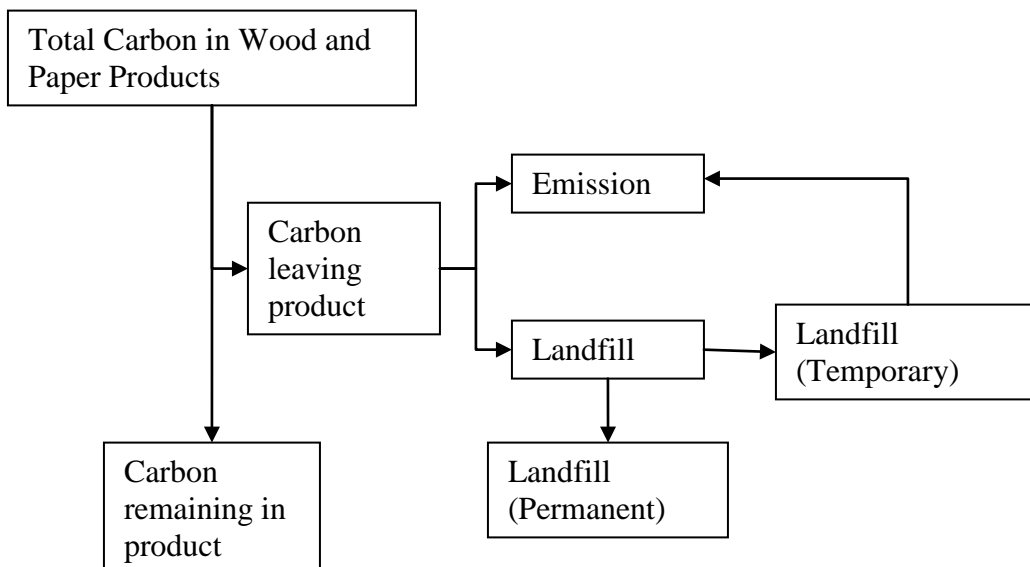 Total Carbon in Wood and
Paper Products
Emission
Carbon
leaving
product
Landfill
Landfill
(Temporary)
Carbon
remaining in
product
Landfill
(Permanent)